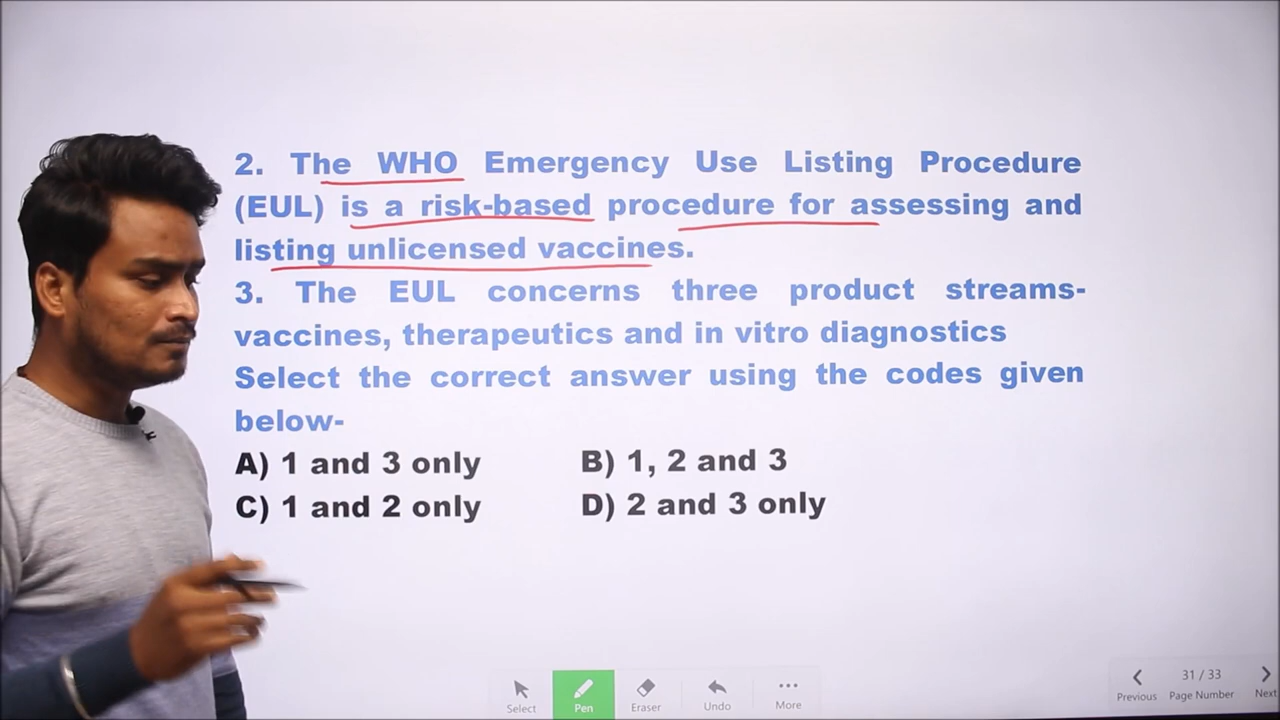 2. The WHO Emergency Use Listing Procedure
(EUL) is a risk-based procedure for assessing and
listing unlicensed vaccines.
3. The EUL concerns three product streams-
vaccines, therapeutics and in vitro diagnostics
Select the correct answer using the codes given
below-
A) 1 and 3 only B) 1, 2 and 3
C) 1 and 2 only D) 2 and 3 only
Select Pen Eraser Undo More
Previous 31 / 33 Page Number Next